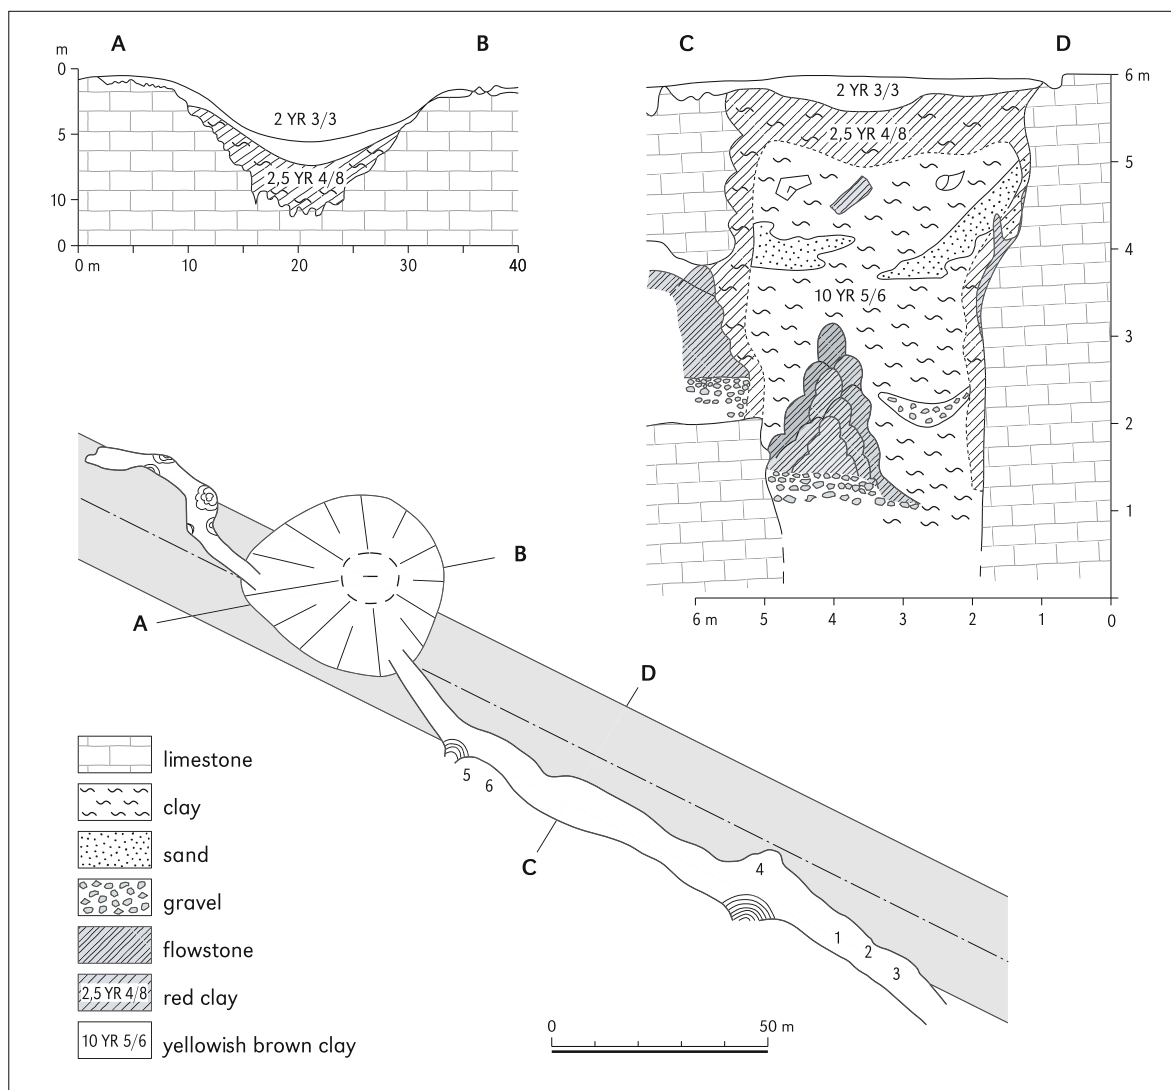 A
B
m
0
5
10
0
0 m
10
20
30
40
2 YR 3/3
2,5 YR 4/8
C
D
2 YR 3/3
2,5 YR 4/8
10 YR 5/6
6 m
5
4
3
2
1
6 m
5
4
3
2
1
0
B
A
D
5
6
C
4
1
2
3
limestone
clay
sand
gravel
flowstone
2,5 YR 4/8 red clay
10 YR 5/6 yellowish brown clay
0
50 m